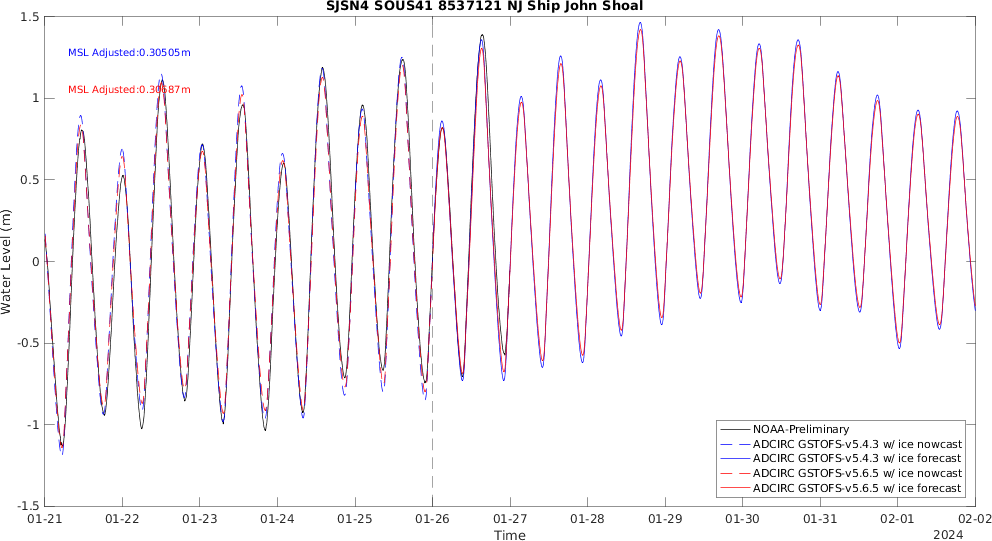 SJSN4 SOUS41 8537121 NJ Ship John Shoal
MSL Adjusted:0.30505m
MSL Adjusted:0.30687m
Water Level (m)
1.5
1
0.5
0
-0.5
-1
-1.5
01-21 01-22 01-23 01-24 01-25 01-26 01-27 01-28 01-29 01-30 01-31 02-01 02-02
Time
2024
NOAA-Preliminary
ADCIRC GSTOFS-v5.4.3 w/ ice nowcast
ADCIRC GSTOFS-v5.4.3 w/ ice forecast
ADCIRC GSTOFS-v5.6.5 w/ ice nowcast
ADCIRC GSTOFS-v5.6.5 w/ ice forecast